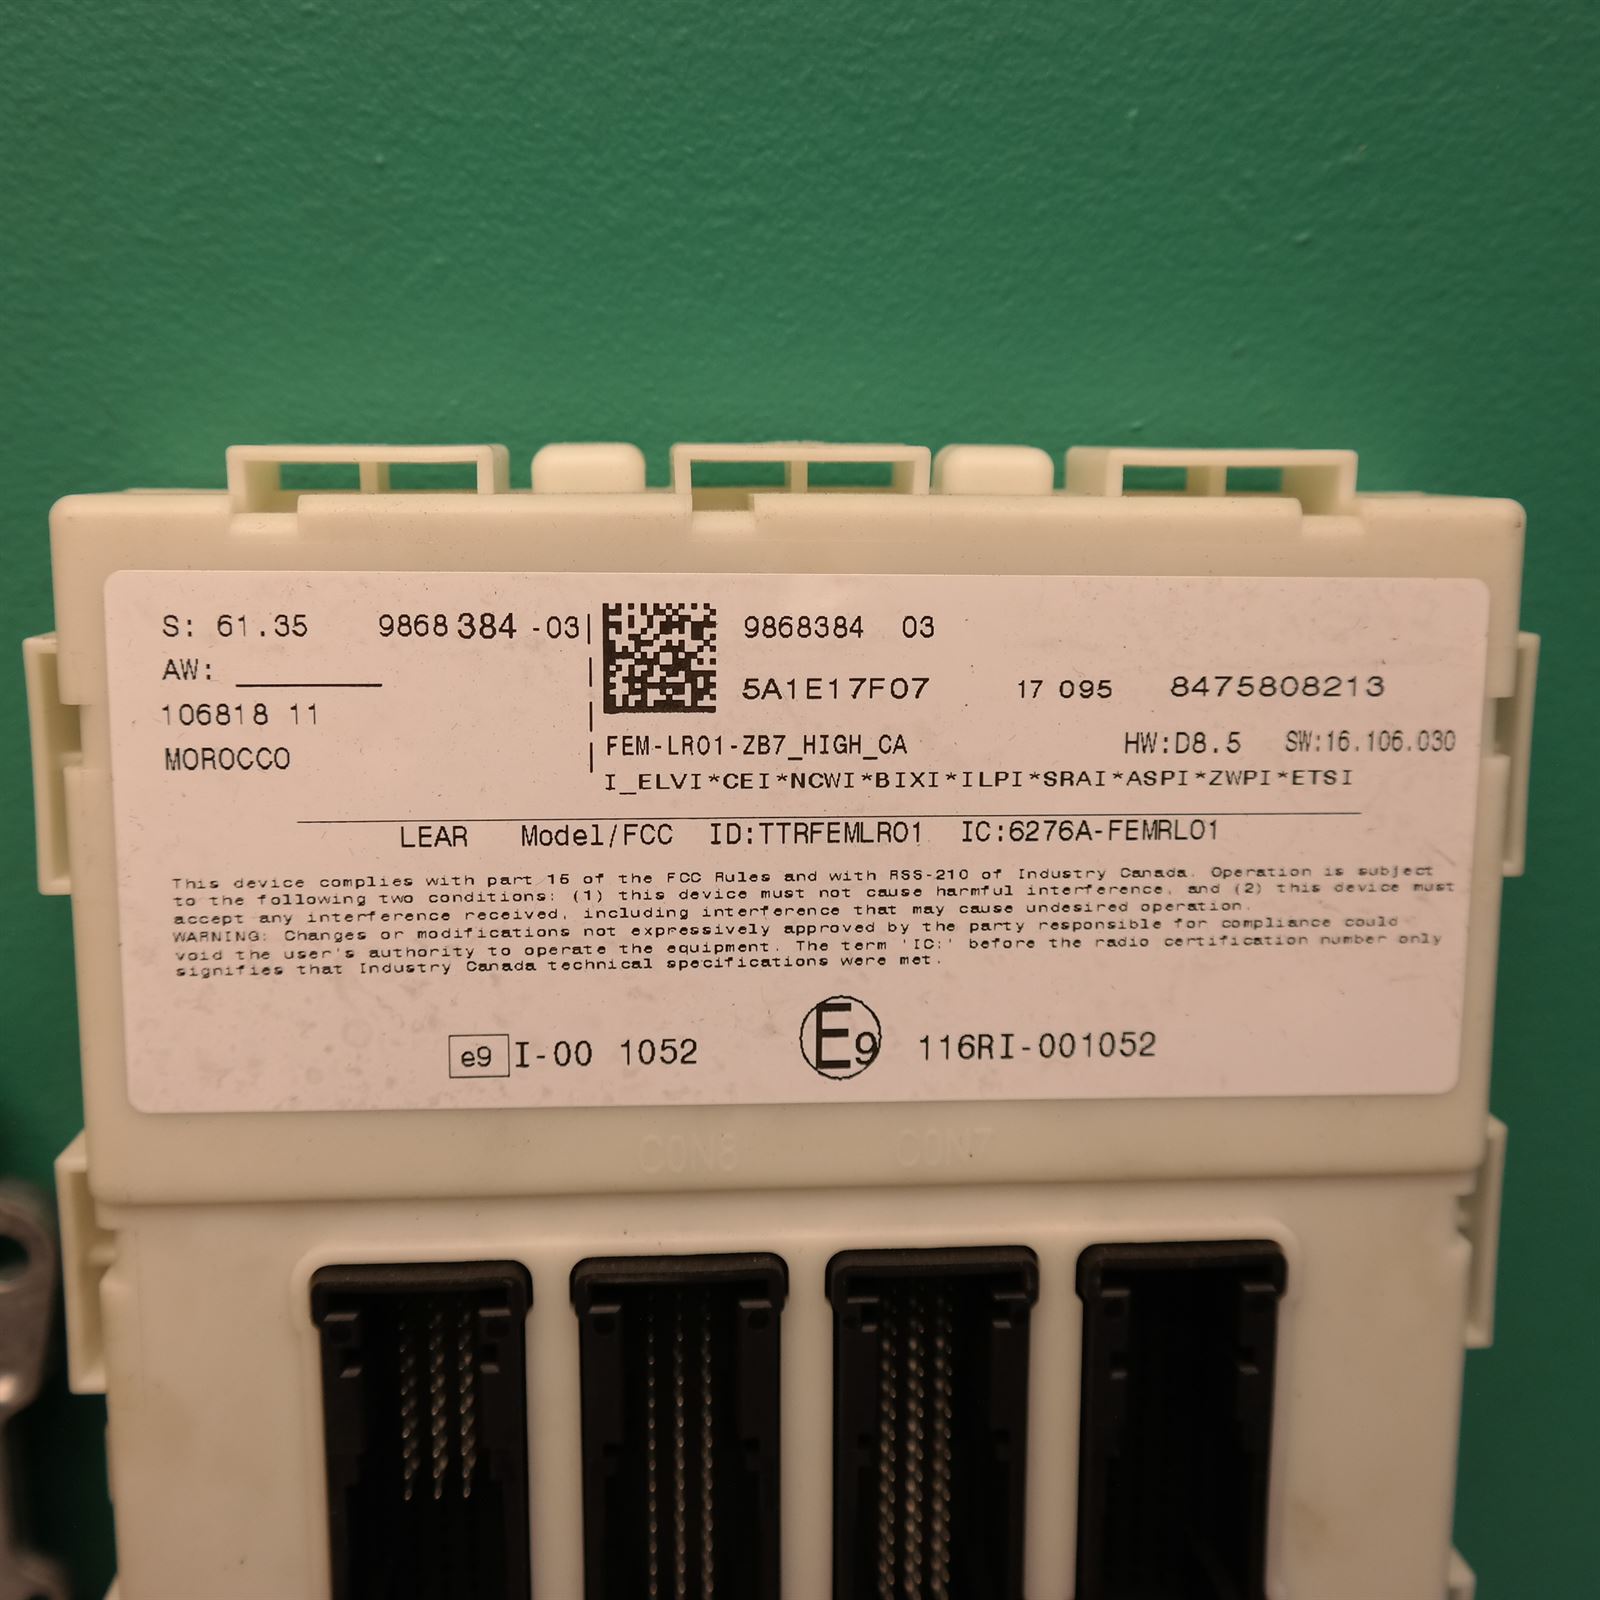 S: 61.35 9868384-03
AW:
106818 11
MOROCCO
9868384 03
5A1E17F07 17 095 8475808213
FEM-LR01-ZB7_HIGH_CA HW:D8.5 SW:16.106.030
I_ELVI*CEI*NCWI*BIXI*ILPI*SRAI*ASPI*ZWPI*ETSI
LEAR Model/FCC ID:TTRFEMLR01 IC:6276A-FEMRL01
This device complies with part 15 of the FCC Rules and with RSS-210 of Industry Canada. Operation is subject
to the following two conditions: (1) this device must not cause harmful interference, and (2) this device must
accept any interference received, including interference that may cause undesired operation.
WARNING: Changes or modifications not expressively approved by the party responsible for compliance could
void the user's authority to operate the equipment. The term 'IC:' before the radio certification number only
signifies that Industry Canada technical specifications were met.
e9 I-00 1052 E9 116RI-001052
CON8 CON7